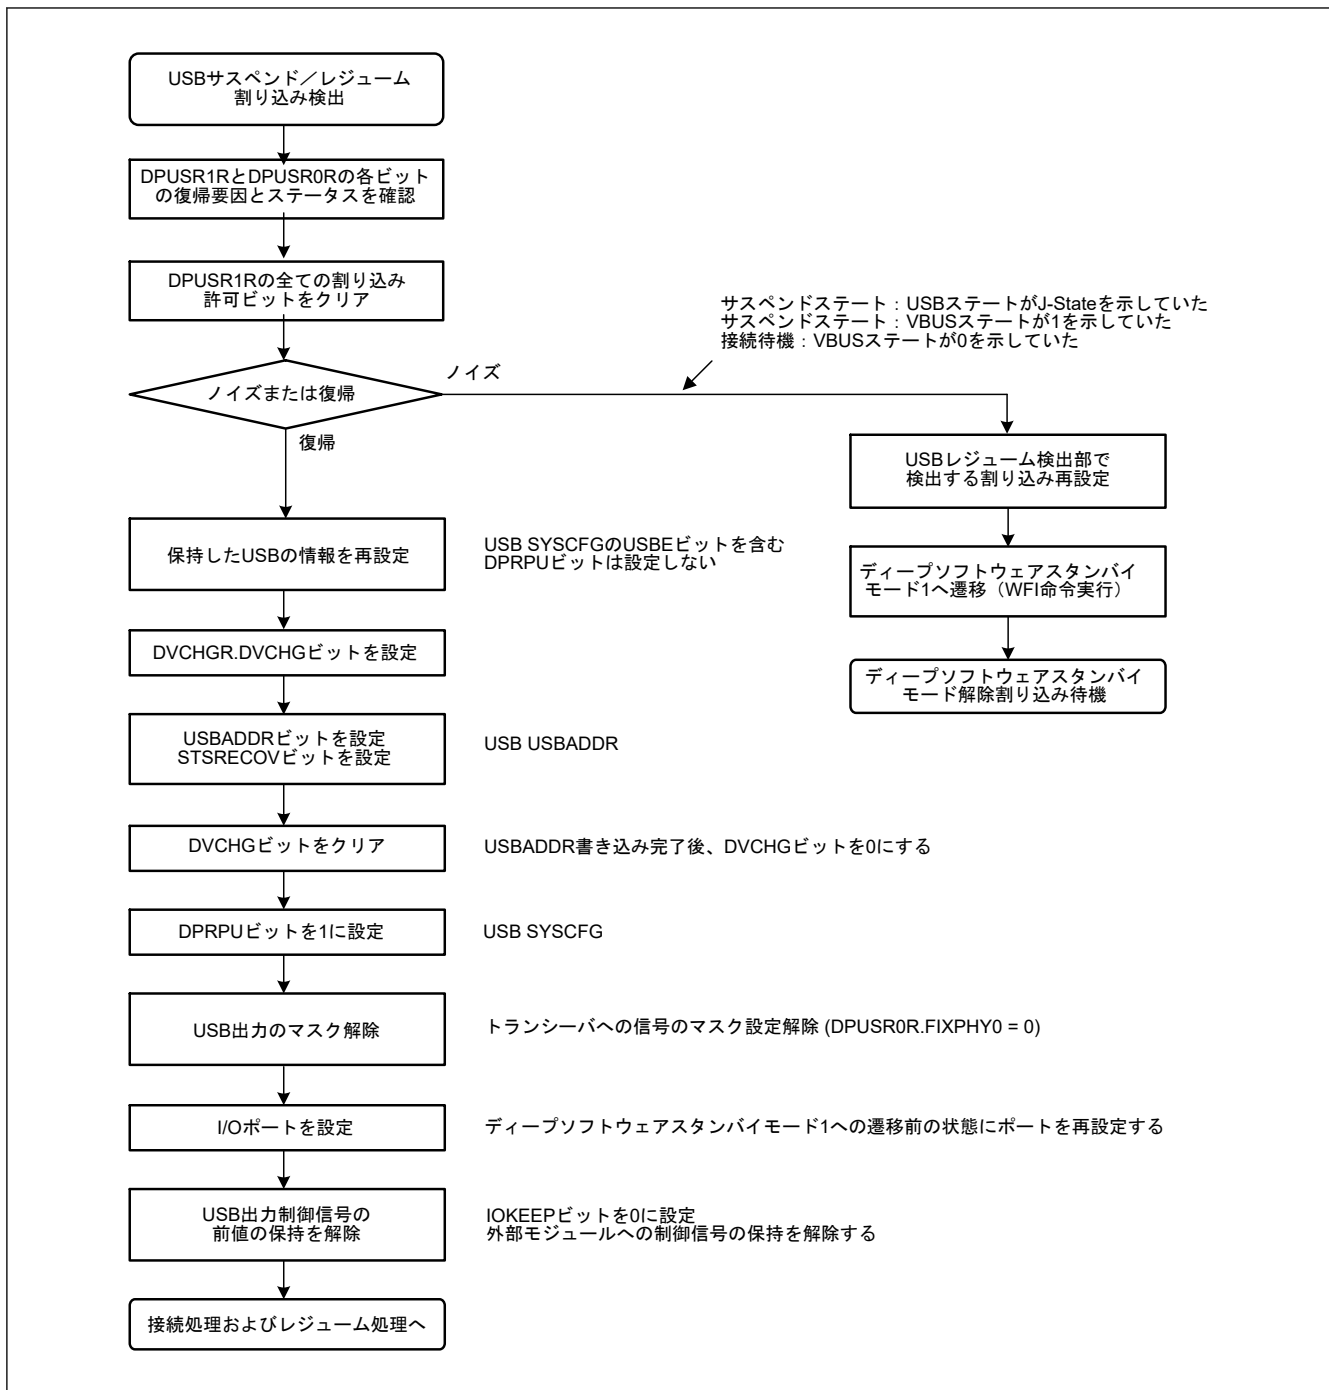 USBサスペンド／レジューム
割り込み検出
DPUSR1RとDPUSR0Rの各ビット
の復帰要因とステータスを確認
DPUSR1Rの全ての割り込み
許可ビットをクリア
サスペンドステート：USBステートがJ-Stateを示していた
サスペンドステート：VBUSステートが1を示していた
接続待機：VBUSステートが0を示していた
ノイズまたは復帰
ノイズ
復帰
USBレジューム検出部で
検出する割り込み再設定
ディープソフトウェアスタンバイ
モード1へ遷移（WFI命令実行）
ディープソフトウェアスタンバイ
モード解除割り込み待機
保持したUSBの情報を再設定
USB SYSCFGのUSBEビットを含む
DPRPUビットは設定しない
DVCHGR.DVCHGビットを設定
USBADDRビットを設定
STSRECOVビットを設定
USB USBADDR
DVCHGビットをクリア
USBADDR書き込み完了後、DVCHGビットを0にする
DPRPUビットを1に設定
USB SYSCFG
USB出力のマスク解除
トランシーバへの信号のマスク設定解除 (DPUSR0R.FIXPHY0 = 0)
I/Oポートを設定
ディープソフトウェアスタンバイモード1への遷移前の状態にポートを再設定する
USB出力制御信号の
前値の保持を解除
IOKEEPビットを0に設定
外部モジュールへの制御信号の保持を解除する
接続処理およびレジューム処理へ